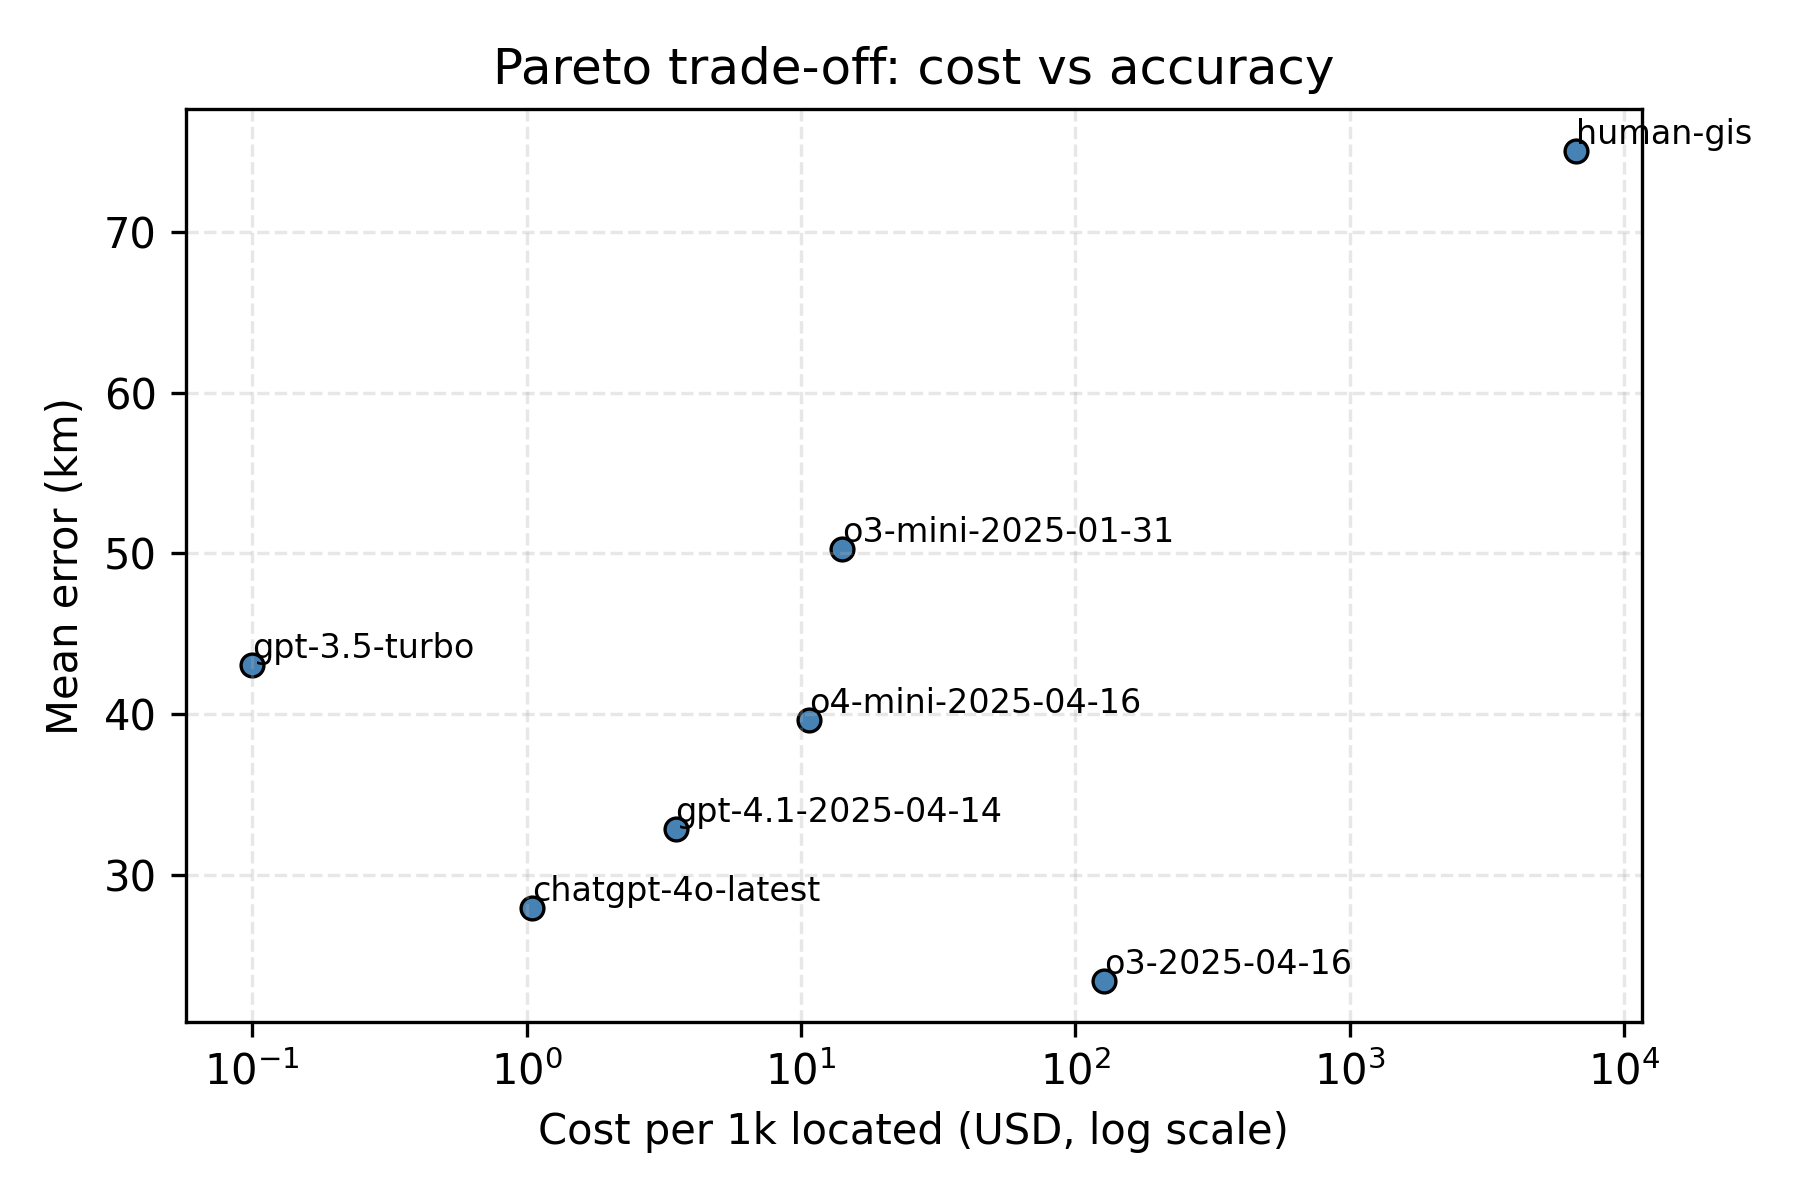 Pareto trade-off: cost vs accuracy
human-gis
70
60
o3-mini-2025-01-31
50
gpt-3.5-turbo
o4-mini-2025-04-16
40
gpt-4.1-2025-04-14
chatgpt-4o-latest
30
o3-2025-04-16
Mean error (km)
10⁻¹ 10⁰ 10¹ 10² 10³ 10⁴
Cost per 1k located (USD, log scale)